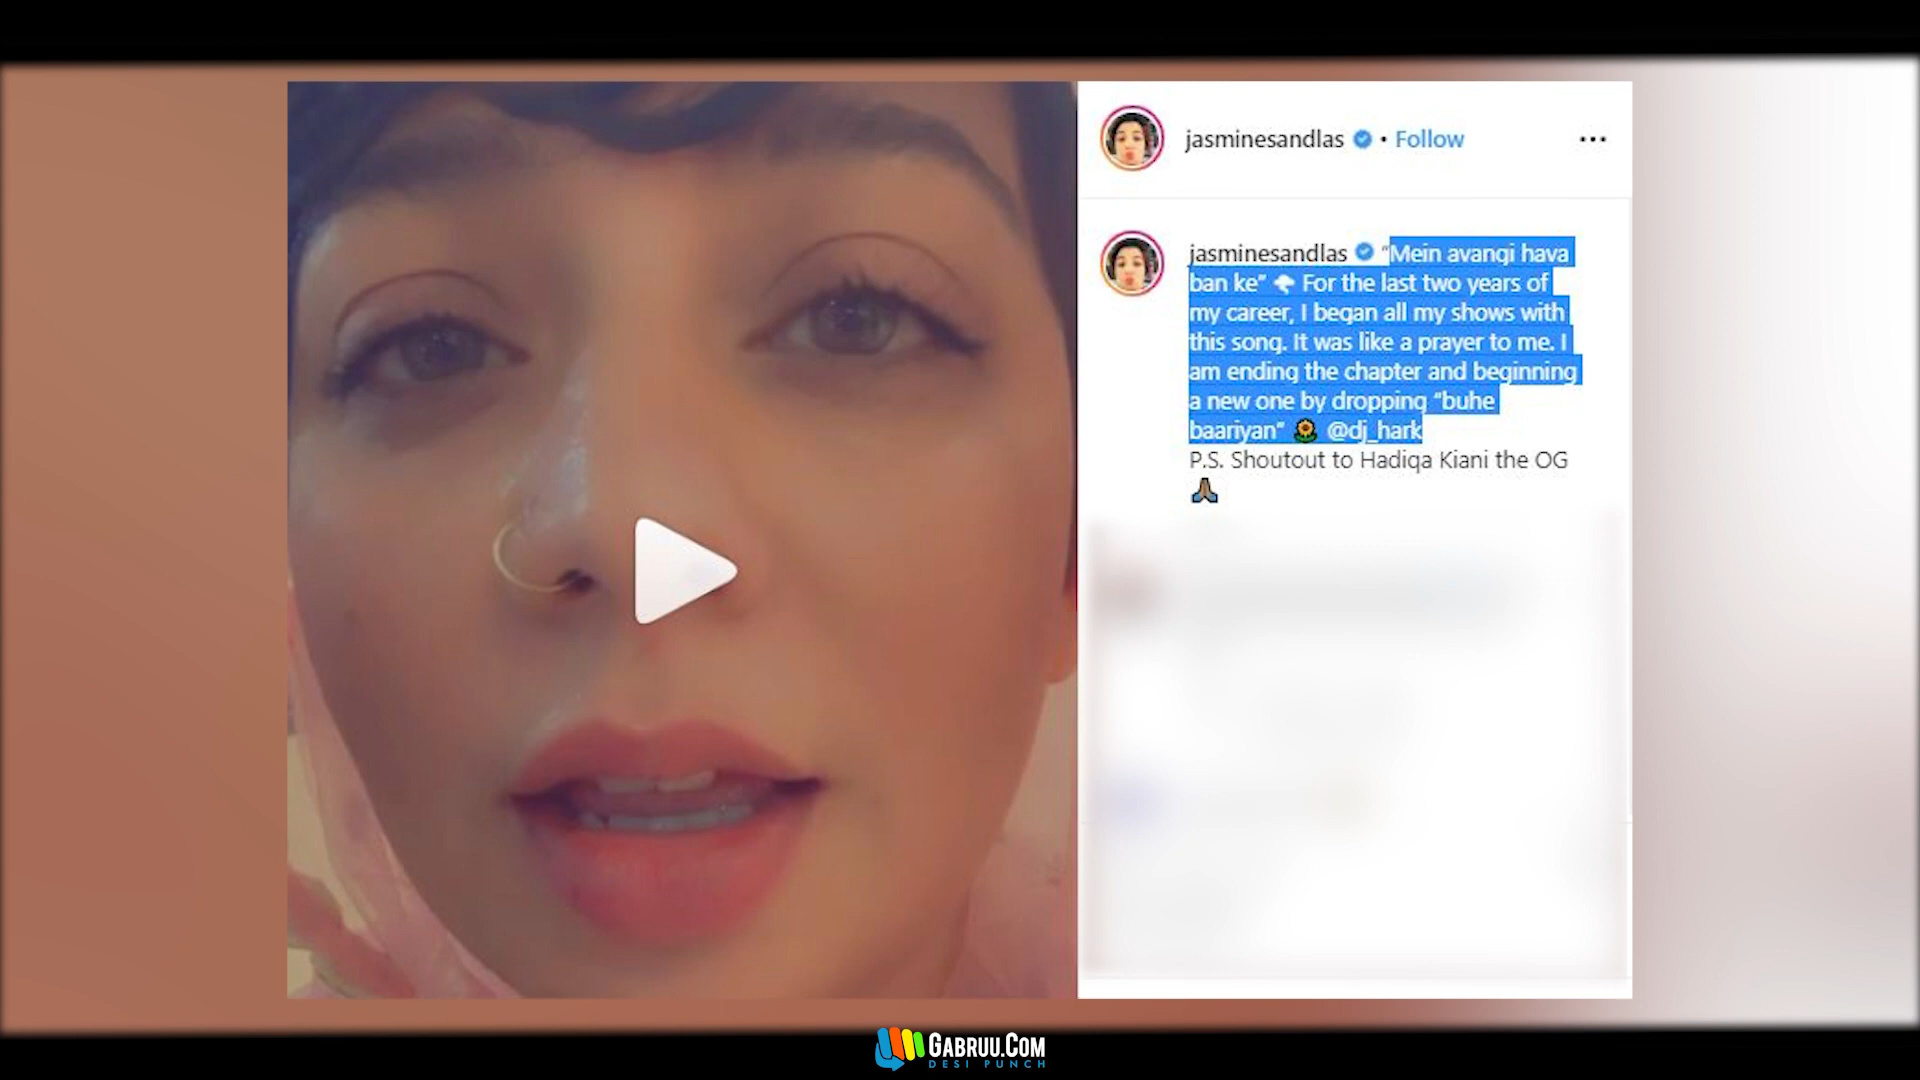 jasminesandlas • Follow
jasminesandlas "Mein avangi hava
ban ke" 🌪 For the last two years of
my career, I began all my shows with
this song. It was like a prayer to me. I
am ending the chapter and beginning
a new one by dropping "buhe
baariyan" 🌻 @dj_hark
P.S. Shoutout to Hadiqa Kiani the OG
🙏🏽
GABRUU.COM
DESI PUNCH